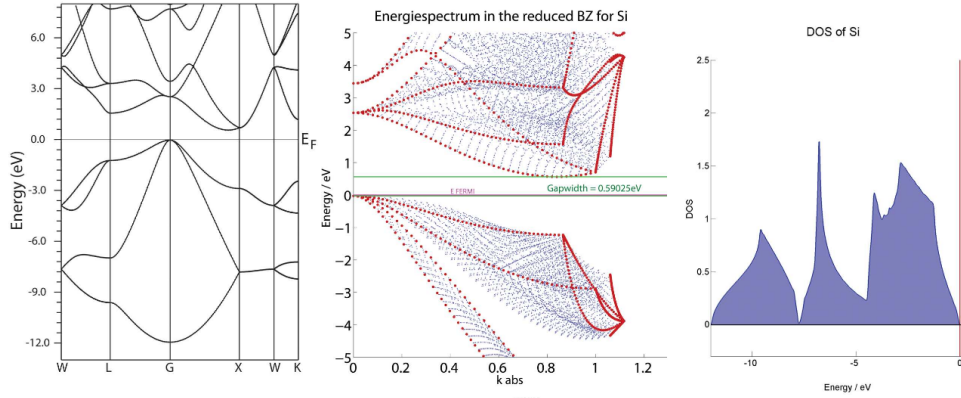 Energiespectrum in the reduced BZ for Si
DOS of Si
6.0
3.0
0.0
-3.0
-6.0
-9.0
-12.0
Energy (eV)
W
L
G
X
W
K
E F
5
4
3
2
1
0
−1
−2
−3
−4
−5
Energy / eV
E FERMI
Gapwidth = 0.59025eV
0
0.2
0.4
0.6
0.8
1
1.2
k abs
2.5
2
1.5
1
0.5
0
DOS
−10
−5
0
Energy / eV